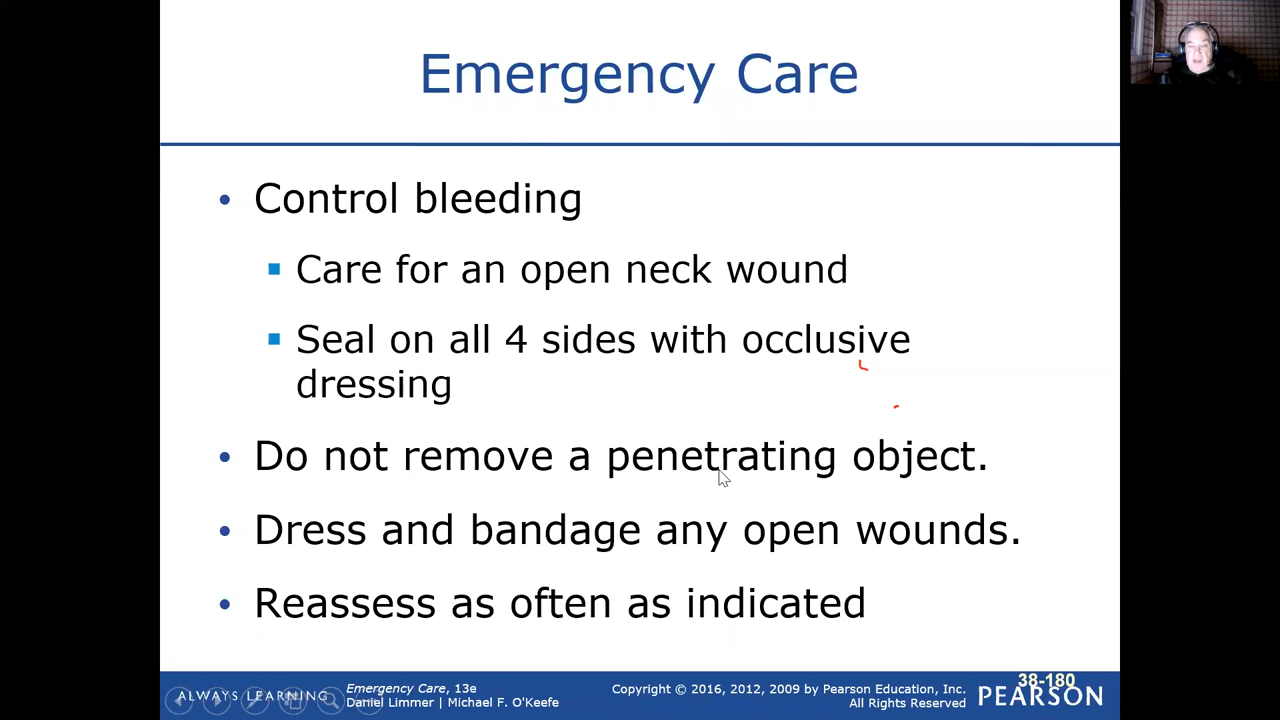 Emergency Care
• Control bleeding
▪ Care for an open neck wound
▪ Seal on all 4 sides with occlusive
dressing
• Do not remove a penetrating object.
• Dress and bandage any open wounds.
• Reassess as often as indicated
ALWAYS LEARNING
Emergency Care, 13e
Daniel Limmer | Michael F. O'Keefe
Copyright © 2016, 2012, 2009 by Pearson Education, Inc.
All Rights Reserved
38-180
PEARSON